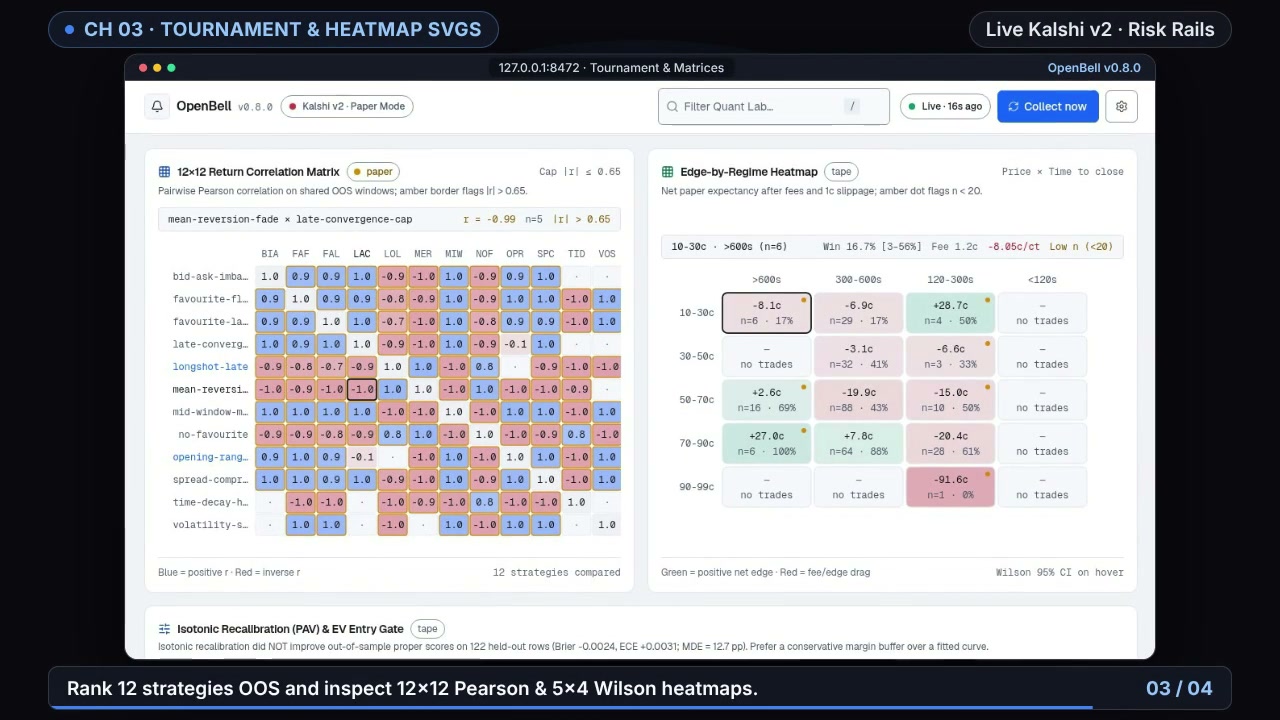 CH 03 · TOURNAMENT & HEATMAP SVGS
Live Kalshi v2 · Risk Rails
127.0.0.1:8472 · Tournament & Matrices
OpenBell v0.8.0
OpenBell v0.8.0
Kalshi v2 · Paper Mode
Filter Quant Lab…
/
Live · 16s ago
Collect now
12×12 Return Correlation Matrix
paper
Cap |r| ≤ 0.65
Pairwise Pearson correlation on shared OOS windows; amber border flags |r| > 0.65.
mean-reversion-fade × late-convergence-cap
r = -0.99 n=5 |r| > 0.65
BIA FAF FAL LAC LOL MER MIW NOF OPR SPC TID VOS
bid-ask-imba… 1.0 0.9 0.9 1.0 -0.9 -1.0 1.0 -0.9 0.9 1.0 · ·
favourite-fl… 0.9 1.0 0.9 0.9 -0.8 -0.9 1.0 -0.9 1.0 1.0 -1.0 1.0
favourite-la… 0.9 0.9 1.0 1.0 -0.7 -1.0 1.0 -0.8 0.9 0.9 -1.0 1.0
late-converg… 1.0 0.9 1.0 1.0 -0.9 -1.0 1.0 -0.9 -0.1 1.0 · ·
longshot-late -0.9 -0.8 -0.7 -0.9 1.0 1.0 -1.0 0.8 · -0.9 -1.0 -1.0
mean-reversi… -1.0 -0.9 -1.0 -1.0 1.0 1.0 -1.0 1.0 -1.0 -1.0 -0.9 ·
mid-window-m… 1.0 1.0 1.0 1.0 -1.0 -1.0 1.0 -1.0 1.0 1.0 -1.0 1.0
no-favourite -0.9 -0.9 -0.8 -0.9 0.8 1.0 -1.0 1.0 -1.0 -0.9 0.8 -1.0
opening-rang… 0.9 1.0 0.9 -0.1 · -1.0 1.0 -1.0 1.0 1.0 -1.0 1.0
spread-compr… 1.0 1.0 0.9 1.0 -0.9 -1.0 1.0 -0.9 1.0 1.0 -1.0 1.0
time-decay-h… · -1.0 -1.0 · -1.0 -0.9 -1.0 0.8 -1.0 -1.0 1.0 ·
volatility-s… · 1.0 1.0 · -1.0 · 1.0 -1.0 1.0 1.0 · 1.0
Blue = positive r · Red = inverse r
12 strategies compared
Edge-by-Regime Heatmap
tape
Price × Time to close
Net paper expectancy after fees and 1c slippage; amber dot flags n < 20.
10-30c · >600s (n=6)
Win 16.7% [3–56%] Fee 1.2c -8.05c/ct Low n (<20)
>600s 300-600s 120-300s <120s
10-30c
-8.1c -6.9c +28.7c —
n=6 · 17% n=29 · 17% n=4 · 50% no trades
30-50c
— -3.1c -6.6c —
no trades n=32 · 41% n=3 · 33% no trades
50-70c
+2.6c -19.9c -15.0c —
n=16 · 69% n=88 · 43% n=10 · 50% no trades
70-90c
+27.0c +7.8c -20.4c —
n=6 · 100% n=64 · 88% n=28 · 61% no trades
90-99c
— — -91.6c —
no trades no trades n=1 · 0% no trades
Green = positive net edge · Red = fee/edge drag
Wilson 95% CI on hover
Isotonic Recalibration (PAV) & EV Entry Gate
tape
Isotonic recalibration did NOT improve out-of-sample proper scores on 122 held-out rows (Brier -0.0024, ECE +0.0031; MDE = 12.7 pp). Prefer a conservative margin buffer over a fitted curve.
Rank 12 strategies OOS and inspect 12×12 Pearson & 5×4 Wilson heatmaps.
03 / 04